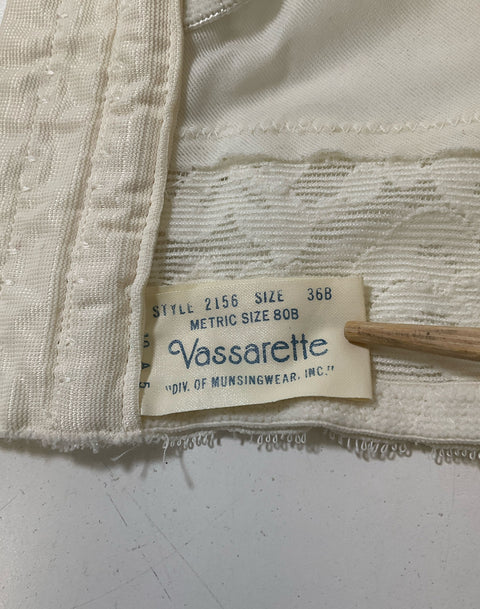 STYLE 2156 SIZE 36B
METRIC SIZE 80B
Vassarette
"DIV. OF MUNSINGWEAR, INC."